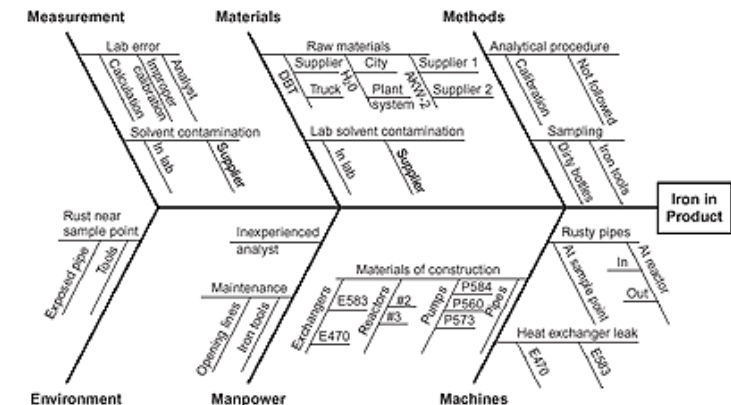 Measurement
Materials
Methods
Lab error
Calculation
Improper
calibration
Analyst
Solvent contamination
In lab
Supplier
Raw materials
DBT
Supplier
Truck
H20
City
Plant
system
AKW-2
Supplier 1
Supplier 2
Lab solvent contamination
In lab
Supplier
Analytical procedure
Calibration
Not followed
Sampling
Dirty bottles
Iron tools
Iron in
Product
Rust near
sample point
Exposed pipe
Tools
Inexperienced
analyst
Maintenance
Opening lines
Iron tools
Materials of construction
Exchangers
E583
E470
Reactors
#2
#3
Pumps
P584
P560
P573
Pipes
Rusty pipes
At sample point
At reactor
In
Out
Heat exchanger leak
E470
E583
Environment
Manpower
Machines